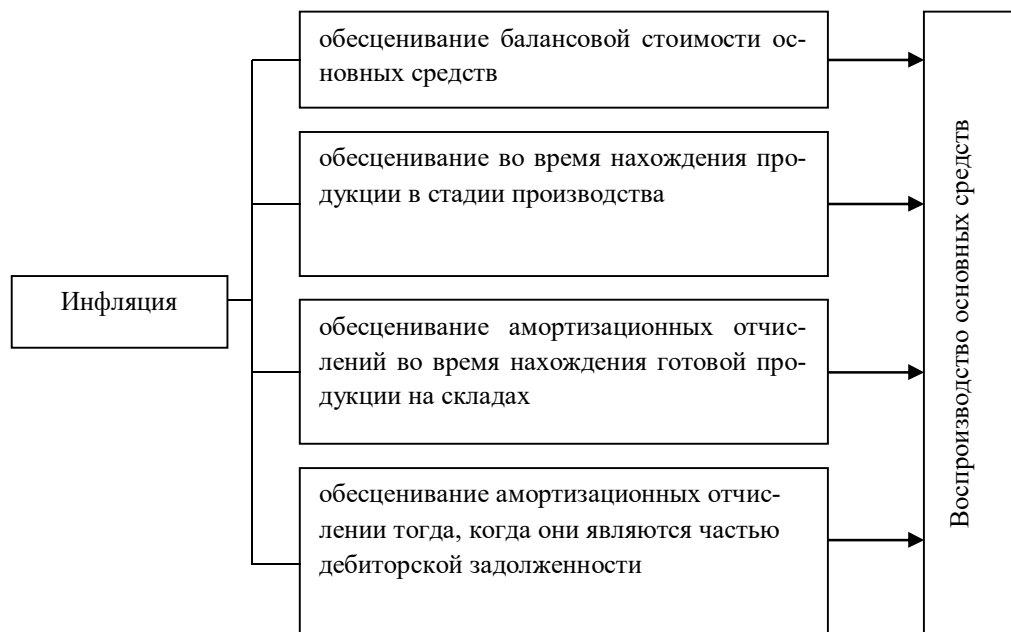 обесценивание балансовой стоимости ос-
новных средств
обесценивание во время нахождения про-
дукции в стадии производства
Инфляция
обесценивание амортизационных отчис-
лений во время нахождения готовой про-
дукции на складах
обесценивание амортизационных отчис-
лении тогда, когда они являются частью
дебиторской задолженности
Воспроизводство основных средств